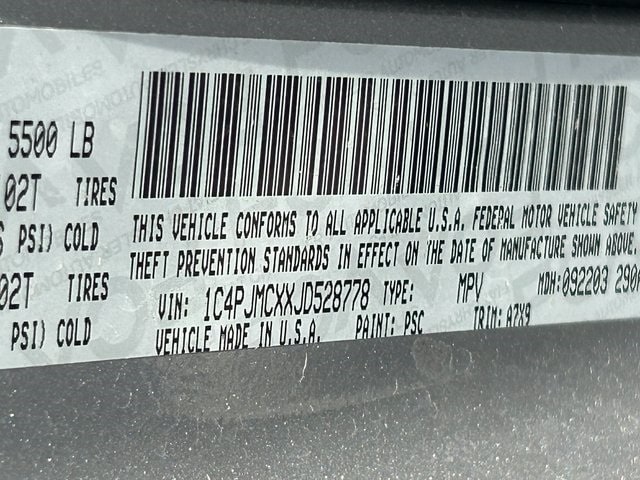 5500 LB
02T TIRES
PSI) COLD
02T TIRES
PSI) COLD
THIS VEHICLE CONFORMS TO ALL APPLICABLE U.S.A. FEDERAL MOTOR VEHICLE SAFETY
THEFT PREVENTION STANDARDS IN EFFECT ON THE DATE OF MANUFACTURE SHOWN ABOVE.
VIN: 1C4PJMCXXJD528778 TYPE: MPV MDH:092203 290
VEHICLE MADE IN U.S.A. PAINT: PSC TRIM: A7X9